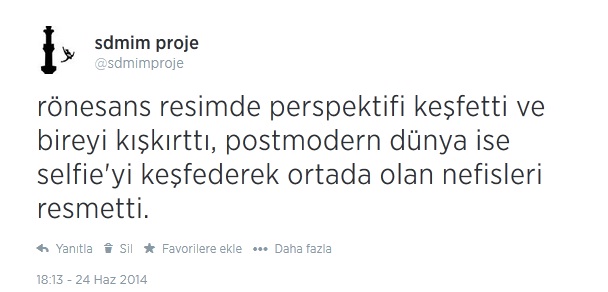 sdmim proje
@sdmimproje
rönesans resimde perspektifi keşfetti ve
bireyi kışkırttı, postmodern dünya ise
selfie'yi keşfederek ortada olan nefisleri
resmetti.
Yanıtla Sil Favorilere ekle Daha fazla
18:13 - 24 Haz 2014